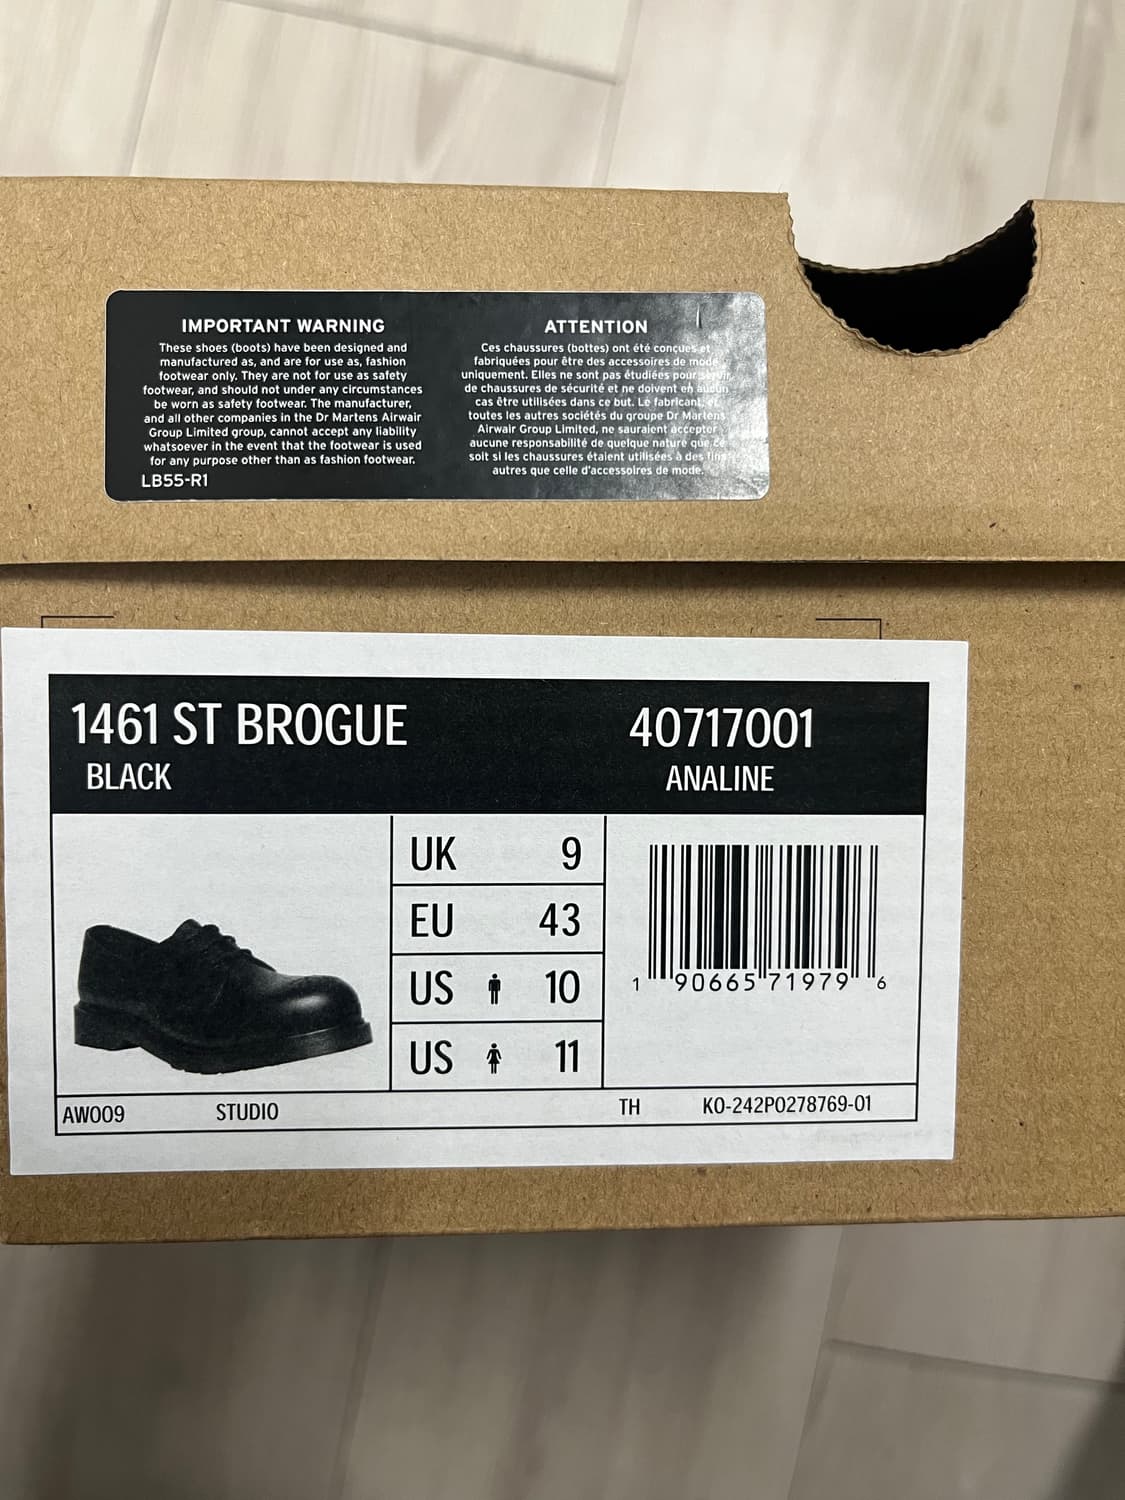 IMPORTANT WARNING
These shoes (boots) have been designed and
manufactured as, and are for use as, fashion
footwear only. They are not for use as safety
footwear, and should not under any circumstances
be worn as safety footwear. The manufacturer,
and all other companies in the Dr Martens Airwair
Group Limited group, cannot accept any liability
whatsoever in the event that the footwear is used
for any purpose other than as fashion footwear.
LB55-R1
ATTENTION
Ces chaussures (bottes) ont été conçues et
fabriquées pour être des accessoires de mode
uniquement. Elles ne sont pas étudiées pour servir
de chaussures de sécurité et ne doivent en aucun
cas être utilisées dans ce but. Le fabricant, et
toutes les autres sociétés du groupe Dr Martens
Airwair Group Limited, ne sauraient accepter
aucune responsabilité de quelque nature que ce
soit si les chaussures étaient utilisées à des fins
autres que celle d'accessoires de mode.
1461 ST BROGUE
BLACK
40717001
ANALINE
UK 9
EU 43
US 10
US 11
1 90665 71979 6
AW009 STUDIO TH KO-242P0278769-01